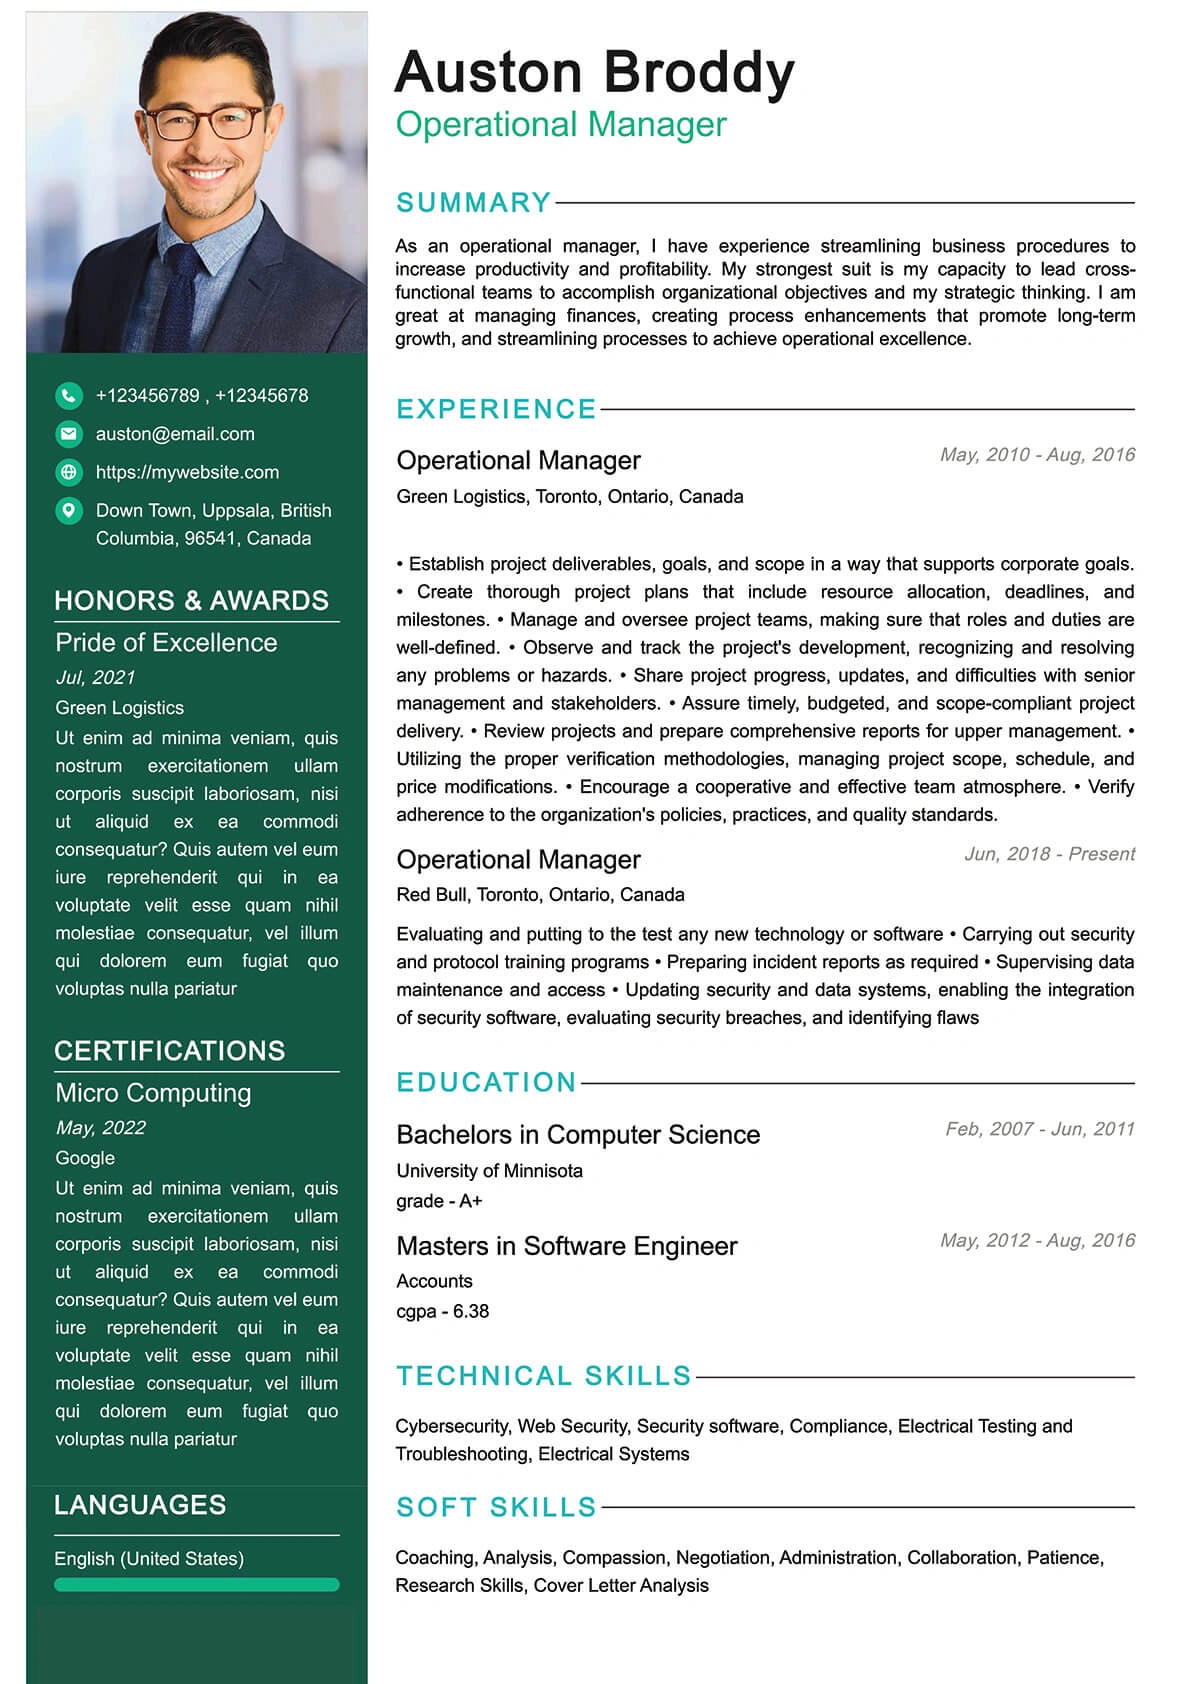 Auston Broddy
Operational Manager
+123456789 , +12345678
auston@email.com
https://mywebsite.com
Down Town, Uppsala, British
Columbia, 96541, Canada
HONORS & AWARDS
Pride of Excellence
Jul, 2021
Green Logistics
Ut enim ad minima veniam, quis
nostrum exercitationem ullam
corporis suscipit laboriosam, nisi
ut aliquid ex ea commodi
consequatur? Quis autem vel eum
iure reprehenderit qui in ea
voluptate velit esse quam nihil
molestiae consequatur, vel illum
qui dolorem eum fugiat quo
voluptas nulla pariatur
CERTIFICATIONS
Micro Computing
May, 2022
Google
Ut enim ad minima veniam, quis
nostrum exercitationem ullam
corporis suscipit laboriosam, nisi
ut aliquid ex ea commodi
consequatur? Quis autem vel eum
iure reprehenderit qui in ea
voluptate velit esse quam nihil
molestiae consequatur, vel illum
qui dolorem eum fugiat quo
voluptas nulla pariatur
LANGUAGES
English (United States)
SUMMARY
As an operational manager, I have experience streamlining business procedures to
increase productivity and profitability. My strongest suit is my capacity to lead cross-
functional teams to accomplish organizational objectives and my strategic thinking. I am
great at managing finances, creating process enhancements that promote long-term
growth, and streamlining processes to achieve operational excellence.
EXPERIENCE
Operational Manager May, 2010 - Aug, 2016
Green Logistics, Toronto, Ontario, Canada
• Establish project deliverables, goals, and scope in a way that supports corporate goals.
• Create thorough project plans that include resource allocation, deadlines, and
milestones. • Manage and oversee project teams, making sure that roles and duties are
well-defined. • Observe and track the project's development, recognizing and resolving
any problems or hazards. • Share project progress, updates, and difficulties with senior
management and stakeholders. • Assure timely, budgeted, and scope-compliant project
delivery. • Review projects and prepare comprehensive reports for upper management. •
Utilizing the proper verification methodologies, managing project scope, schedule, and
price modifications. • Encourage a cooperative and effective team atmosphere. • Verify
adherence to the organization's policies, practices, and quality standards.
Operational Manager Jun, 2018 - Present
Red Bull, Toronto, Ontario, Canada
Evaluating and putting to the test any new technology or software • Carrying out security
and protocol training programs • Preparing incident reports as required • Supervising data
maintenance and access • Updating security and data systems, enabling the integration
of security software, evaluating security breaches, and identifying flaws
EDUCATION
Bachelors in Computer Science Feb, 2007 - Jun, 2011
University of Minnisota
grade - A+
Masters in Software Engineer May, 2012 - Aug, 2016
Accounts
cgpa - 6.38
TECHNICAL SKILLS
Cybersecurity, Web Security, Security software, Compliance, Electrical Testing and
Troubleshooting, Electrical Systems
SOFT SKILLS
Coaching, Analysis, Compassion, Negotiation, Administration, Collaboration, Patience,
Research Skills, Cover Letter Analysis